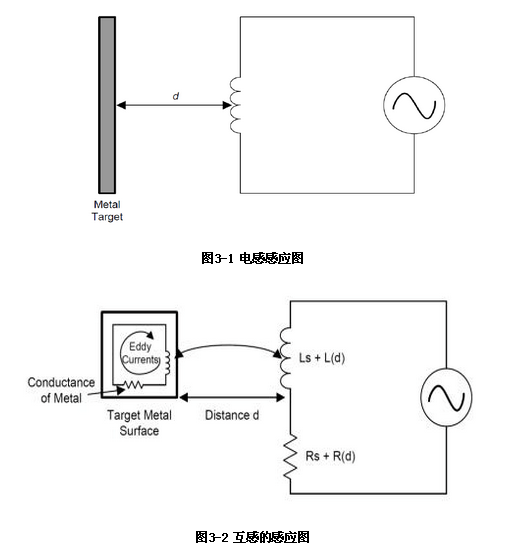 d
Metal
Target
图3-1 电感感应图
Eddy
Currents
Ls + L(d)
Conductance
of Metal
Target Metal
Surface
Distance d
Rs + R(d)
图3-2 互感的感应图